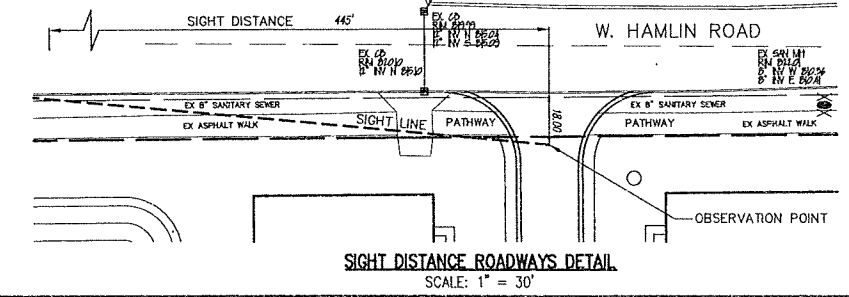 SIGHT DISTANCE 445'
EX CB
W. HAMLIN ROAD
EX CB
EX SAN MH
EX 8" SANITARY SEWER
EX 8" SANITARY SEWER
EX ASPHALT WALK
SIGHT LINE
PATHWAY
18.00
PATHWAY
EX ASPHALT WALK
OBSERVATION POINT
SIGHT DISTANCE ROADWAYS DETAIL
SCALE: 1" = 30'